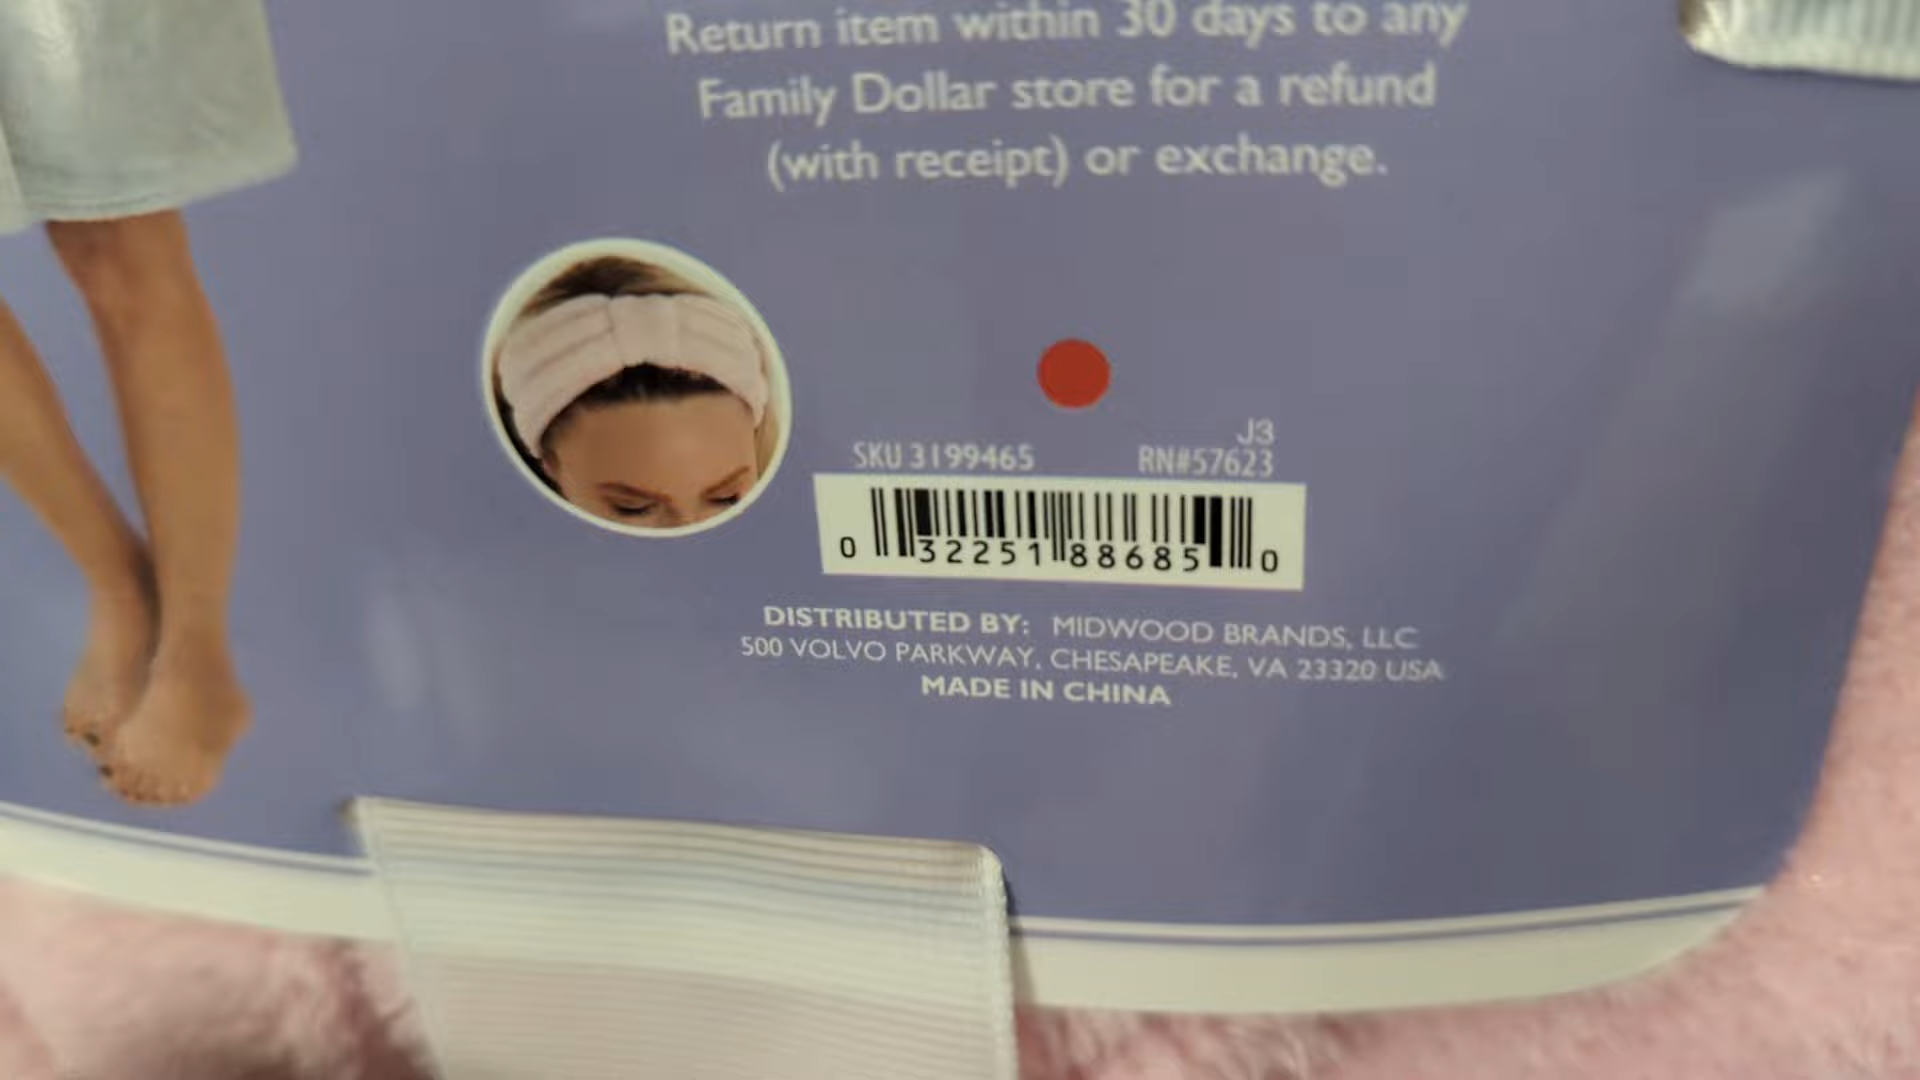 Return item within 30 days to any
Family Dollar store for a refund
(with receipt) or exchange.
J3
SKU 3199465 RN#57623
0 32251 88685 0
DISTRIBUTED BY: MIDWOOD BRANDS, LLC
500 VOLVO PARKWAY, CHESAPEAKE, VA 23320 USA
MADE IN CHINA